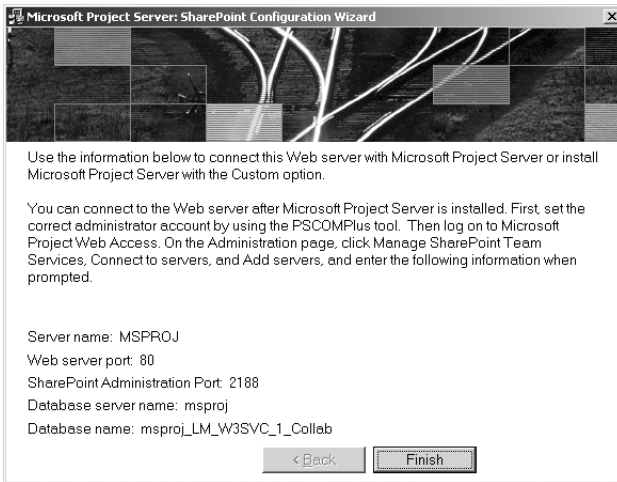 Microsoft Project Server: SharePoint Configuration Wizard
Use the information below to connect this Web server with Microsoft Project Server or install
Microsoft Project Server with the Custom option.
You can connect to the Web server after Microsoft Project Server is installed. First, set the
correct administrator account by using the PSCOMPlus tool. Then log on to Microsoft
Project Web Access. On the Administration page, click Manage SharePoint Team
Services, Connect to servers, and Add servers, and enter the following information when
prompted.
Server name: MSPROJ
Web server port: 80
SharePoint Administration Port: 2188
Database server name: msproj
Database name: msproj_LM_W3SVC_1_Collab
< Back
Finish